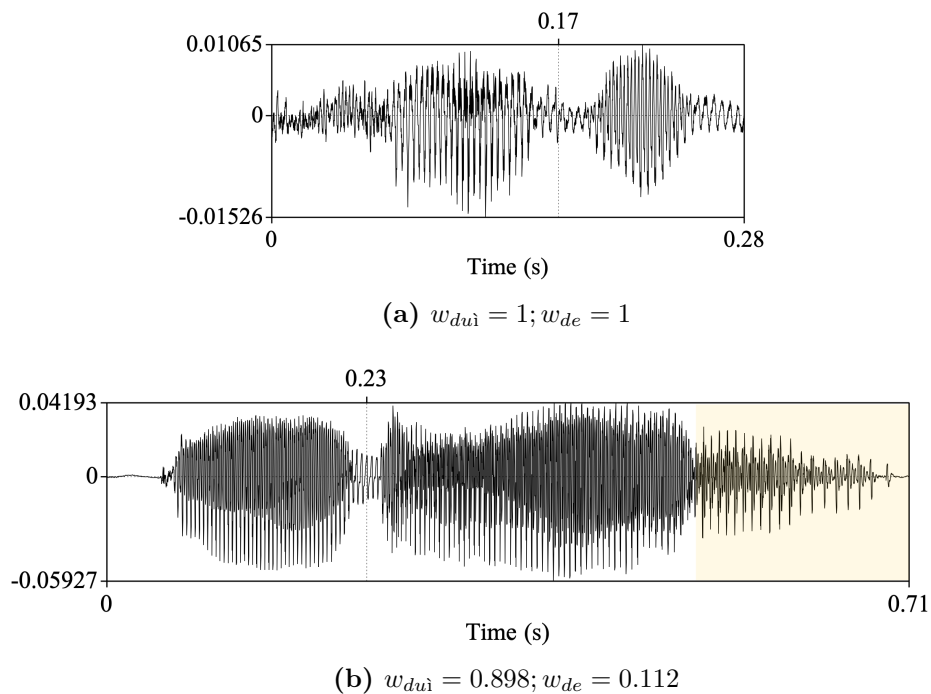 0.17
0.01065
0
-0.01526
0 0.28
Time (s)
(a) w_duì = 1; w_de = 1
0.23
0.04193
0
-0.05927
0 0.71
Time (s)
(b) w_duì = 0.898; w_de = 0.112